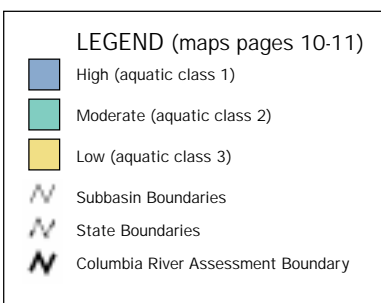 LEGEND (maps pages 10-11)
High (aquatic class 1)
Moderate (aquatic class 2)
Low (aquatic class 3)
Subbasin Boundaries
State Boundaries
Columbia River Assessment Boundary